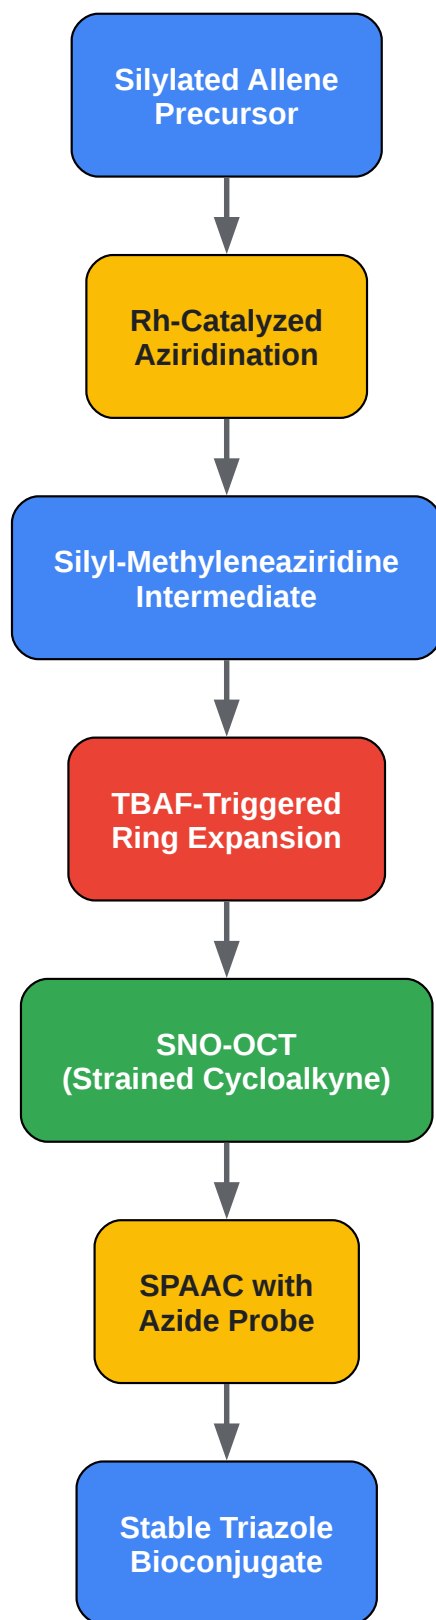 Silylated Allene
Precursor
Rh-Catalyzed
Aziridination
Silyl-Methyleneaziridine
Intermediate
TBAF-Triggered
Ring Expansion
SNO-OCT
(Strained Cycloalkyne)
SPAAC with
Azide Probe
Stable Triazole
Bioconjugate